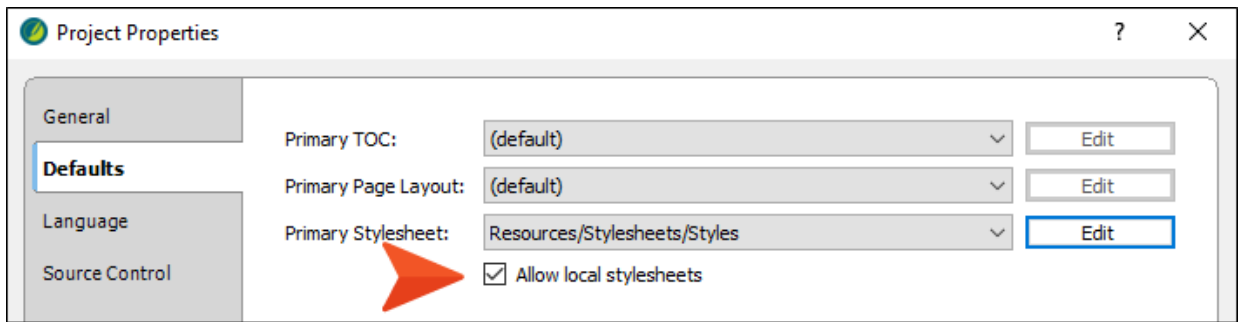 Project Properties ?
General
Defaults
Language
Source Control
Primary TOC: (default) Edit
Primary Page Layout: (default) Edit
Primary Stylesheet: Resources/Stylesheets/Styles Edit
Allow local stylesheets